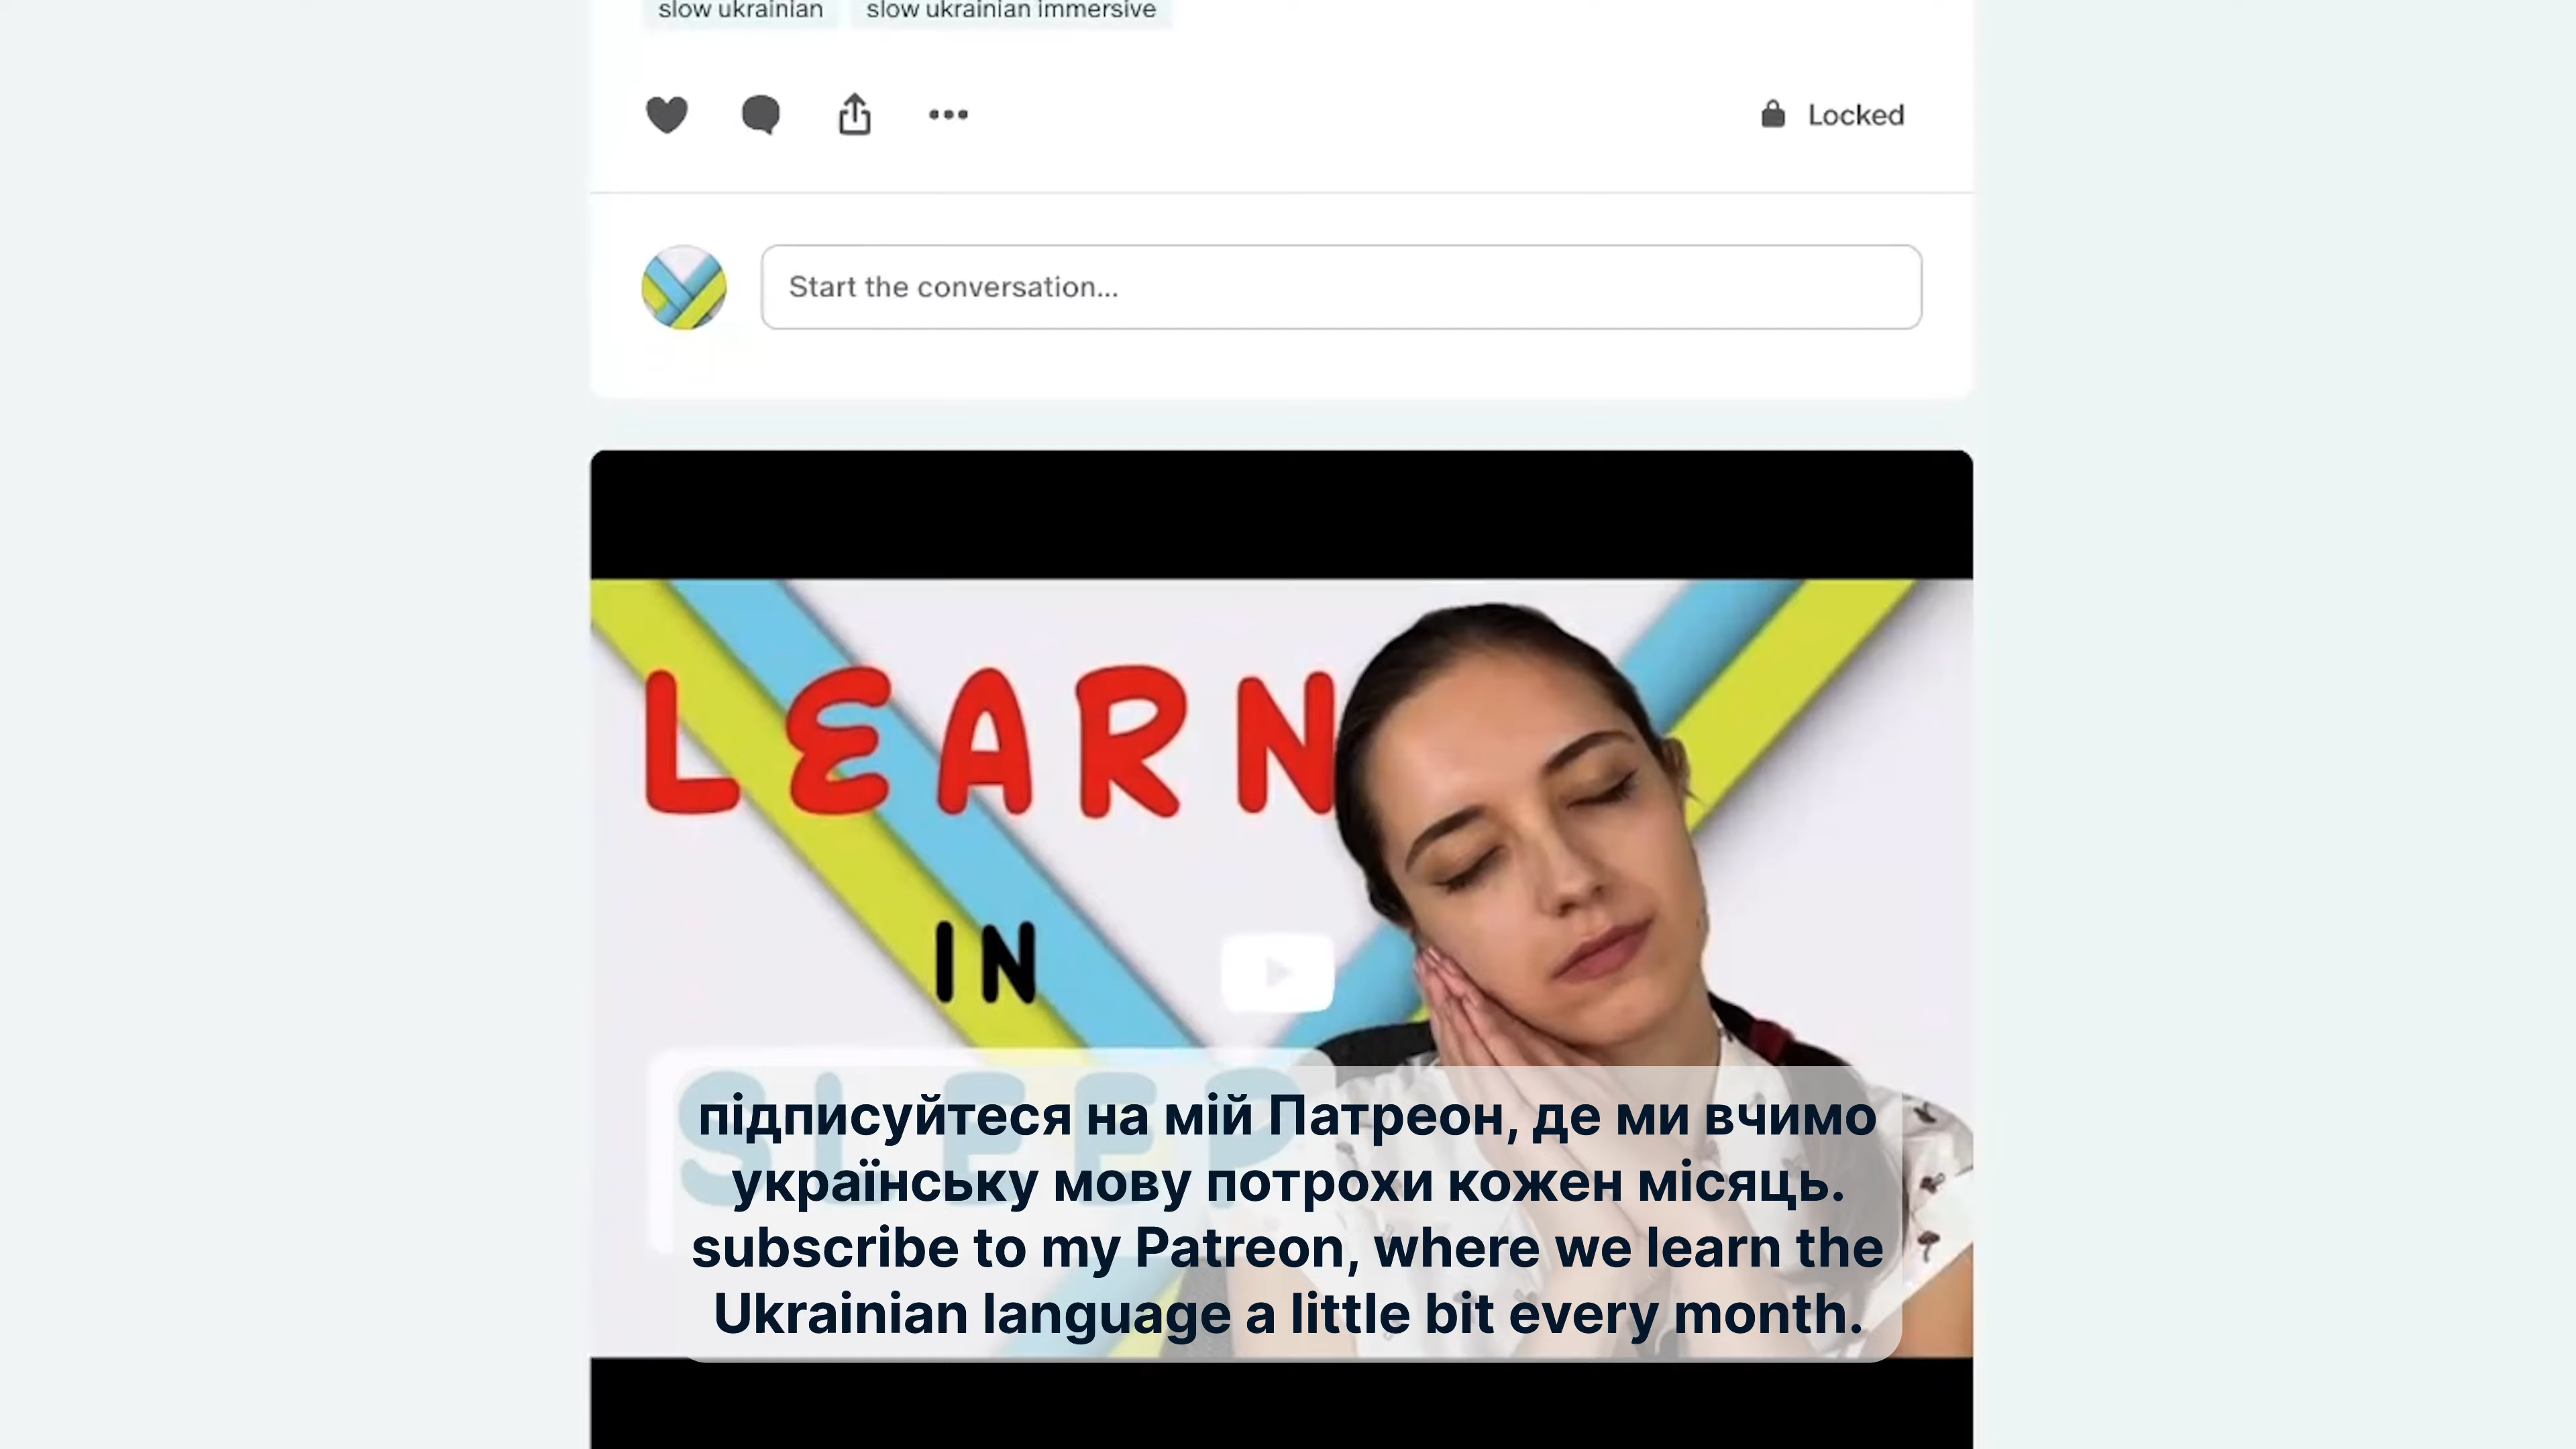 slow ukrainian slow ukrainian immersive
Locked
Start the conversation...
LEARN
IN
SLEEP
підписуйтеся на мій Патреон, де ми вчимо
українську мову потрохи кожен місяць.
subscribe to my Patreon, where we learn the
Ukrainian language a little bit every month.